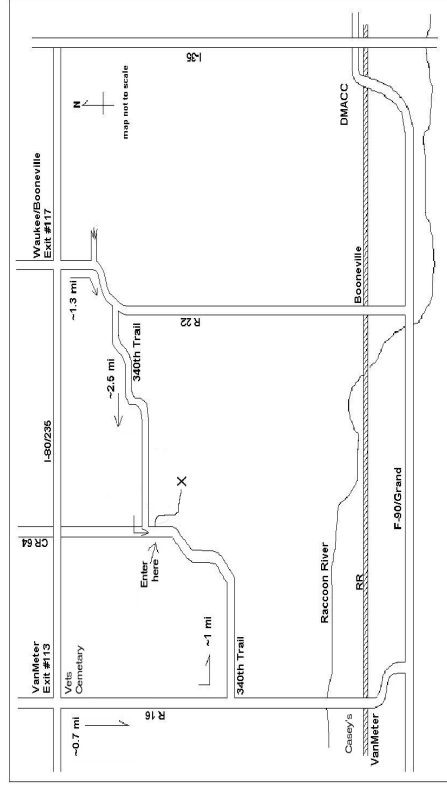 I-35
N
map not to scale
Waukee/Booneville
Exit #117
~1.3 mi
R 22
Booneville
DMACC
340th Trail
~2.5 mi
I-80/235
X
CR 64
Enter
here
F-90/Grand
Raccoon River
RR
VanMeter
Exit #113
Vets
Cemetary
~1 mi
340th Trail
R 16
~0.7 mi
Casey's
VanMeter